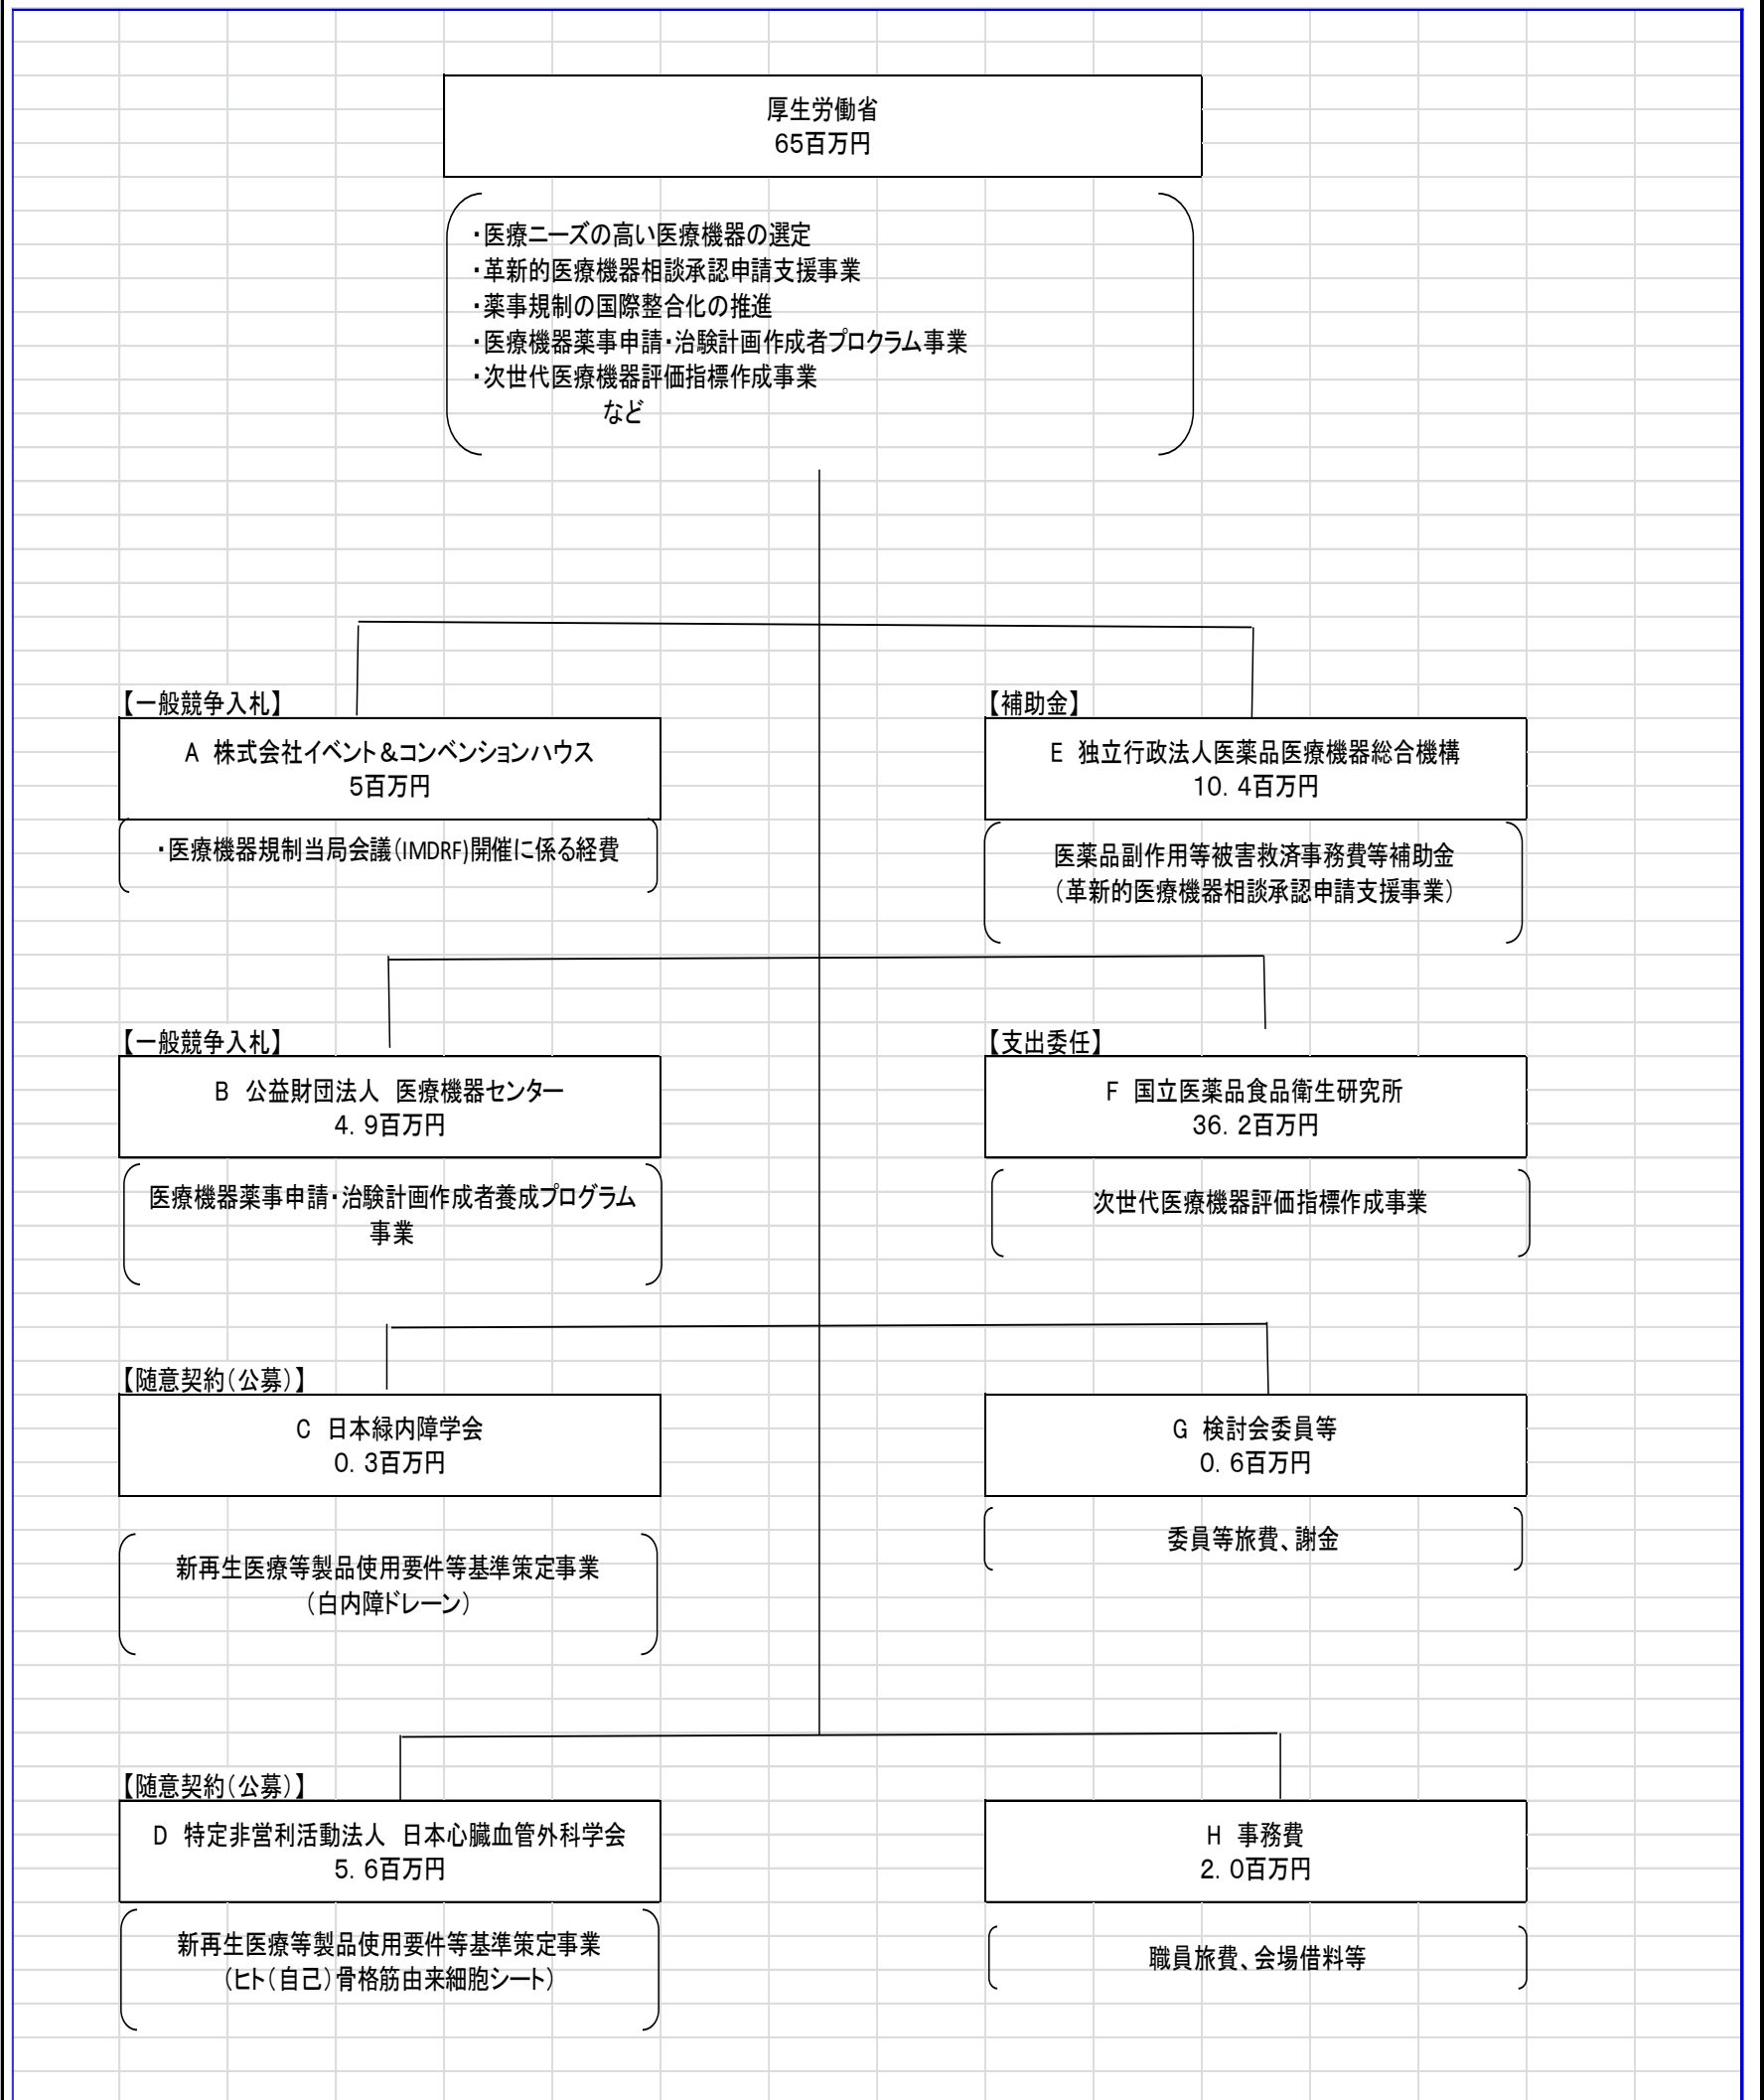 厚生労働省
65百万円
・医療ニーズの高い医療機器の選定
・革新的医療機器相談承認申請支援事業
・薬事規制の国際整合化の推進
・医療機器薬事申請・治験計画作成者プロクラム事業
・次世代医療機器評価指標作成事業
など
【一般競争入札】
A 株式会社イベント＆コンベンションハウス
5百万円
・医療機器規制当局会議（IMDRF)開催に係る経費
【補助金】
E 独立行政法人医薬品医療機器総合機構
10．4百万円
医薬品副作用等被害救済事務費等補助金
（革新的医療機器相談承認申請支援事業）
【一般競争入札】
B 公益財団法人 医療機器センター
4．9百万円
医療機器薬事申請・治験計画作成者養成プログラム
事業
【支出委任】
F 国立医薬品食品衛生研究所
36．2百万円
次世代医療機器評価指標作成事業
【随意契約（公募）】
C 日本緑内障学会
0．3百万円
新再生医療等製品使用要件等基準策定事業
（白内障ドレーン）
G 検討会委員等
0．6百万円
委員等旅費、謝金
【随意契約（公募）】
D 特定非営利活動法人 日本心臓血管外科学会
5．6百万円
新再生医療等製品使用要件等基準策定事業
（ヒト（自己）骨格筋由来細胞シート）
H 事務費
2．0百万円
職員旅費、会場借料等